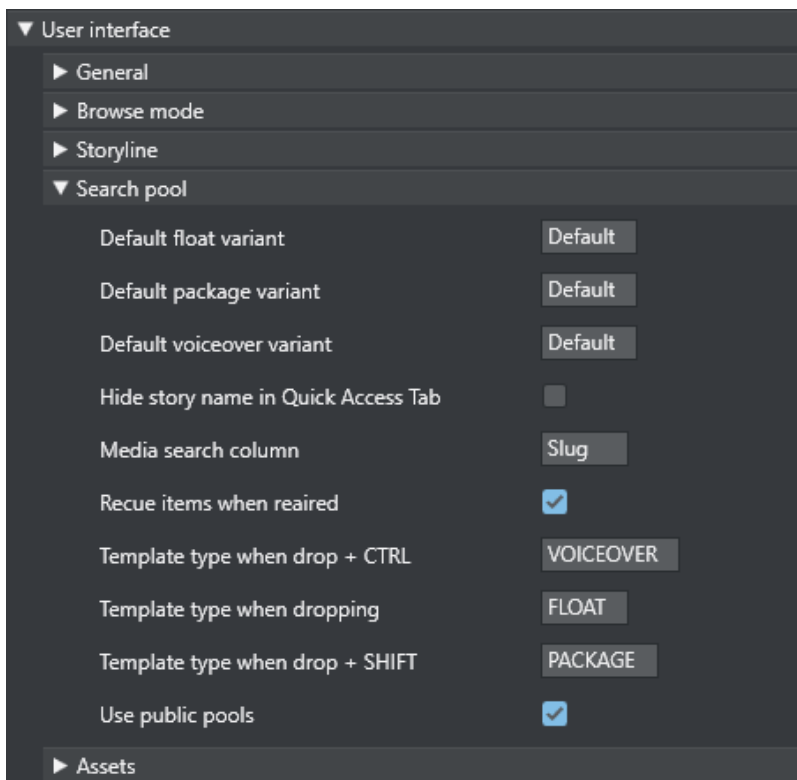 User interface
General
Browse mode
Storyline
Search pool
Default float variant Default
Default package variant Default
Default voiceover variant Default
Hide story name in Quick Access Tab
Media search column Slug
Recue items when reaired
Template type when drop + CTRL VOICEOVER
Template type when dropping FLOAT
Template type when drop + SHIFT PACKAGE
Use public pools
Assets